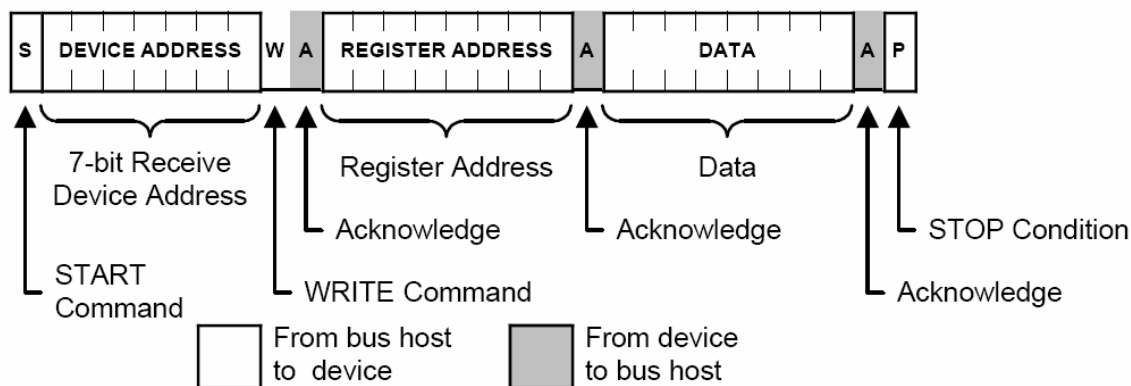 S DEVICE ADDRESS W A REGISTER ADDRESS A DATA A P
7-bit Receive
Device Address
Register Address
Data
Acknowledge
Acknowledge
STOP Condition
START
Command
WRITE Command
Acknowledge
From bus host
to device
From device
to bus host